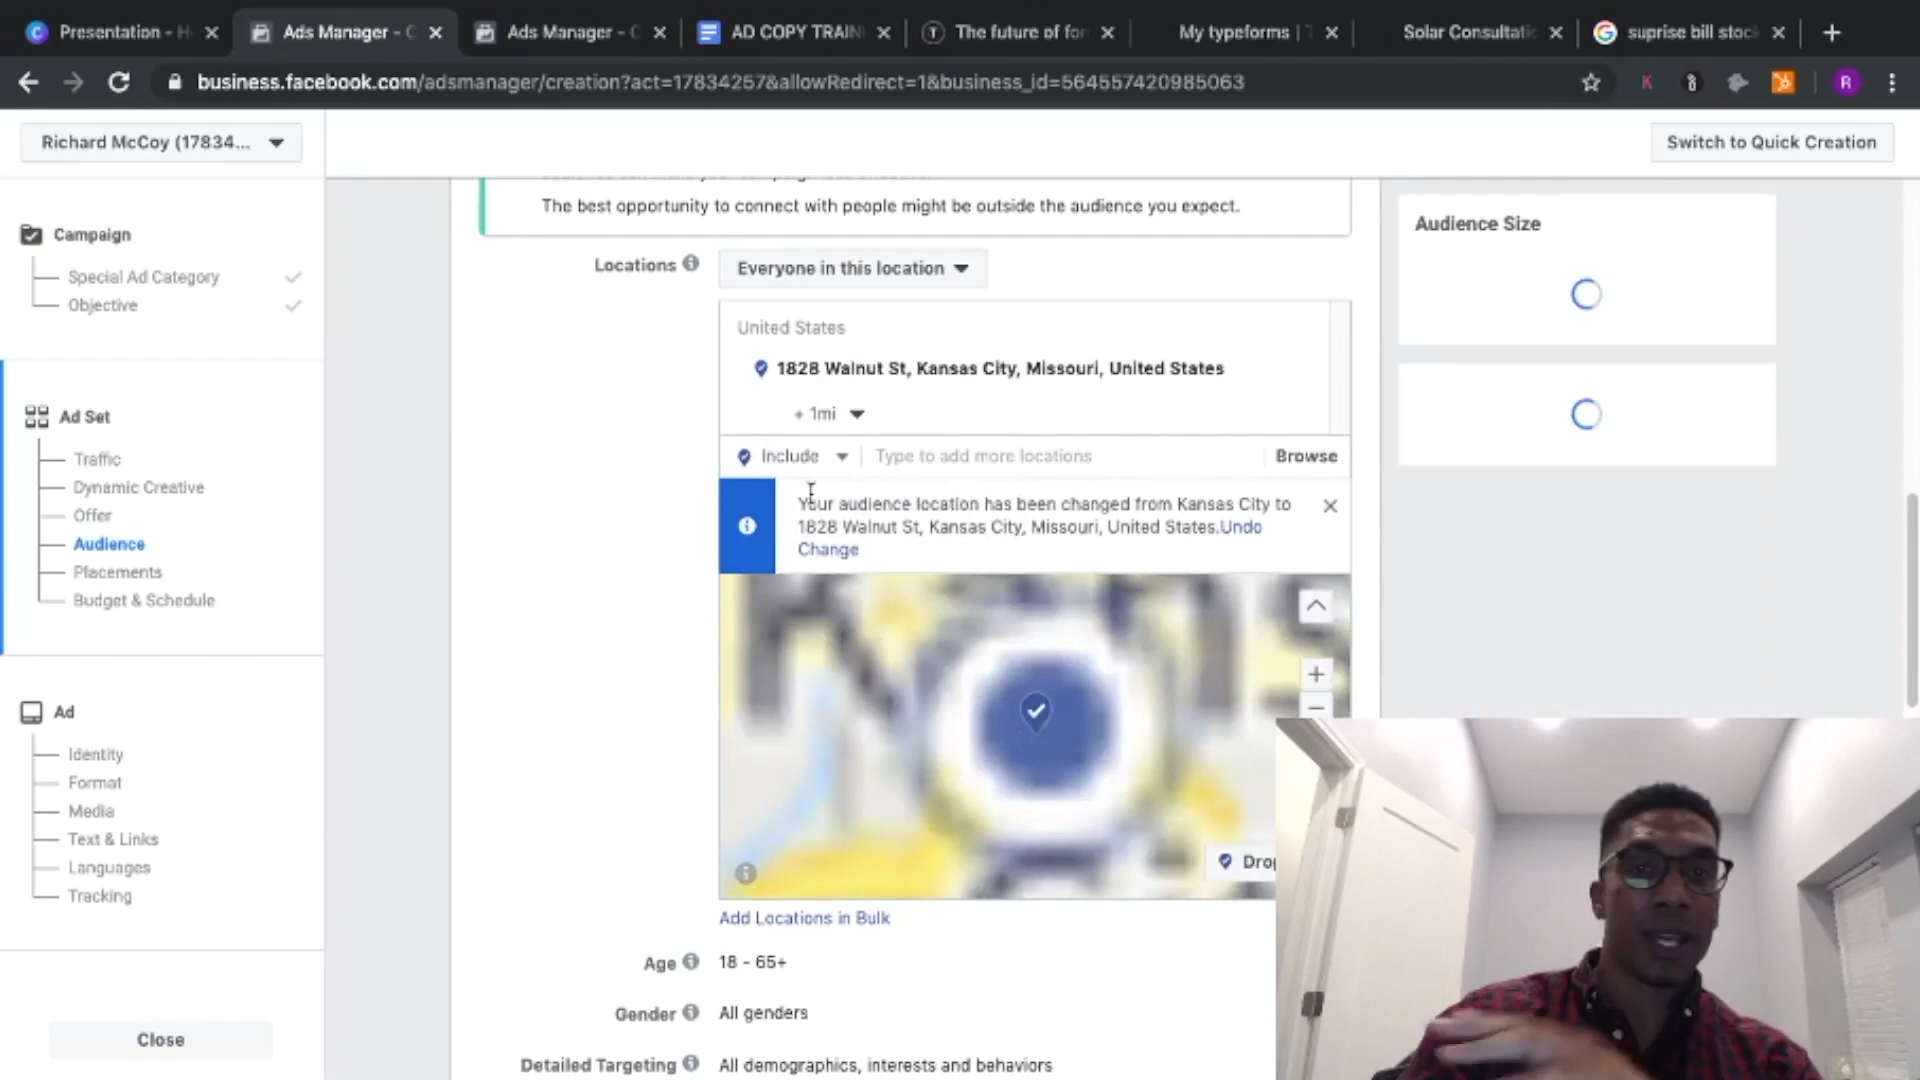 Presentation - H
Ads Manager - C
Ads Manager - C
AD COPY TRAIN
The future of for
My typeforms | T
Solar Consultatio
suprise bill stock
business.facebook.com/adsmanager/creation?act=17834257&allowRedirect=1&business_id=564557420985063
K
R
Richard McCoy (17834...
Switch to Quick Creation
Campaign
Special Ad Category
Objective
Ad Set
Traffic
Dynamic Creative
Offer
Audience
Placements
Budget & Schedule
Ad
Identity
Format
Media
Text & Links
Languages
Tracking
Close
The best opportunity to connect with people might be outside the audience you expect.
Locations
Everyone in this location
United States
1828 Walnut St, Kansas City, Missouri, United States
+ 1mi
Include
Type to add more locations
Browse
Your audience location has been changed from Kansas City to
1828 Walnut St, Kansas City, Missouri, United States.Undo
Change
Drop
Add Locations in Bulk
Age
18 - 65+
Gender
All genders
Detailed Targeting
All demographics, interests and behaviors
Audience Size